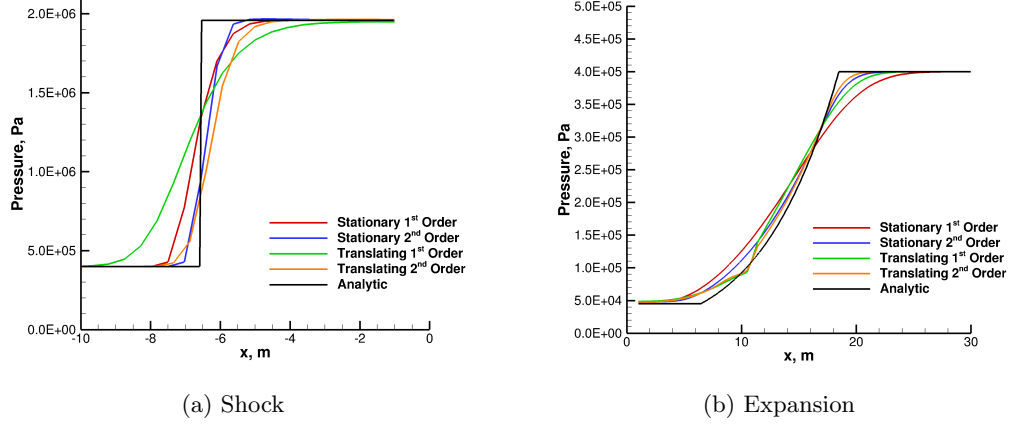 2.0E+06
1.5E+06
1.0E+06
5.0E+05
0.0E+00
Pressure, Pa
-10
-8
-6
-4
-2
0
x, m
Stationary 1st Order
Stationary 2nd Order
Translating 1st Order
Translating 2nd Order
Analytic
(a) Shock
5.0E+05
4.5E+05
4.0E+05
3.5E+05
3.0E+05
2.5E+05
2.0E+05
1.5E+05
1.0E+05
5.0E+04
0.0E+00
Pressure, Pa
0
10
20
30
x, m
Stationary 1st Order
Stationary 2nd Order
Translating 1st Order
Translating 2nd Order
Analytic
(b) Expansion